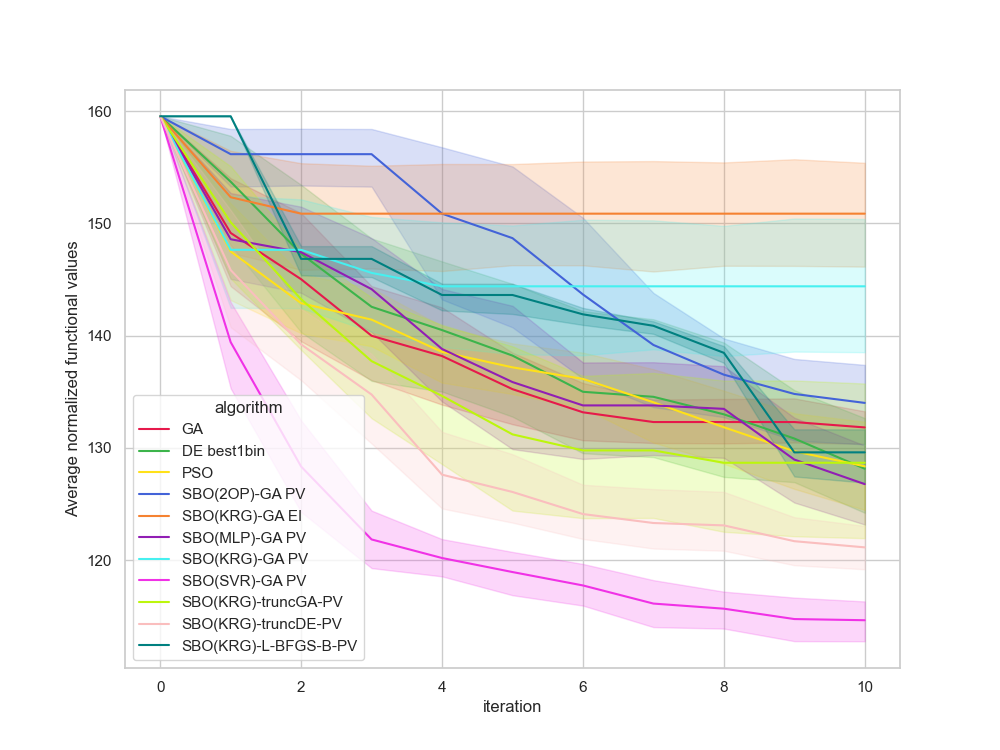 160
150
140
130
120
Average normalized functional values
algorithm
GA
DE best1bin
PSO
SBO(2OP)-GA PV
SBO(KRG)-GA EI
SBO(MLP)-GA PV
SBO(KRG)-GA PV
SBO(SVR)-GA PV
SBO(KRG)-truncGA-PV
SBO(KRG)-truncDE-PV
SBO(KRG)-L-BFGS-B-PV
0 2 4 6 8 10
iteration